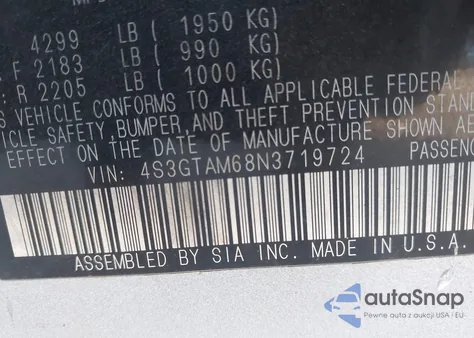 4299 LB ( 1950 KG)
F 2183 LB ( 990 KG)
R 2205 LB ( 1000 KG)
VEHICLE CONFORMS TO ALL APPLICABLE FEDERAL
VEHICLE SAFETY, BUMPER, AND THEFT PREVENTION
EFFECT ON THE DATE OF MANUFACTURE SHOWN
VIN: 4S3GTAM68N3719724
ASSEMBLED BY SIA INC. MADE IN U.S.A.
autoSnap
Pewne auta z USA i EU